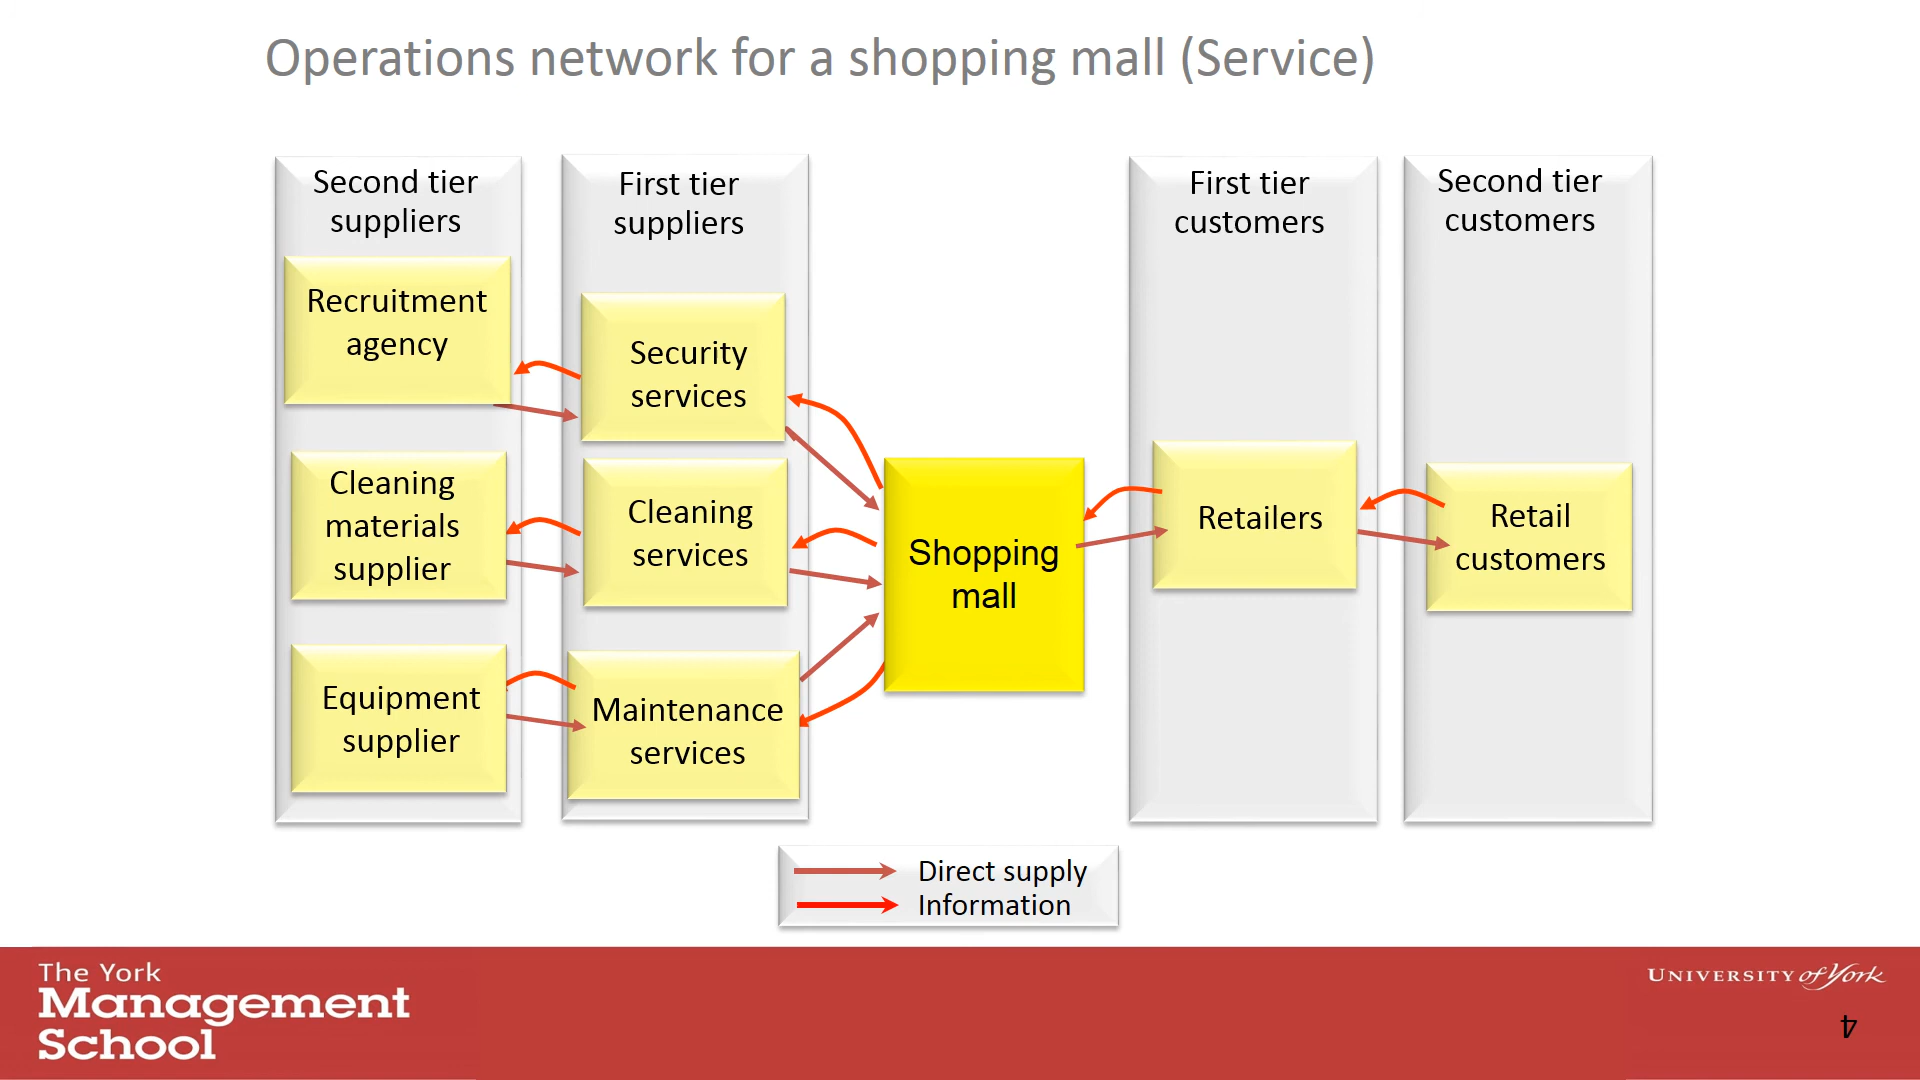 Operations network for a shopping mall (Service)
Second tier
suppliers
First tier
suppliers
First tier
customers
Second tier
customers
Recruitment
agency
Security
services
Cleaning
materials
supplier
Cleaning
services
Equipment
supplier
Maintenance
services
Shopping
mall
Retailers
Retail
customers
Direct supply
Information
The York
Management
School
UNIVERSITY of York
4